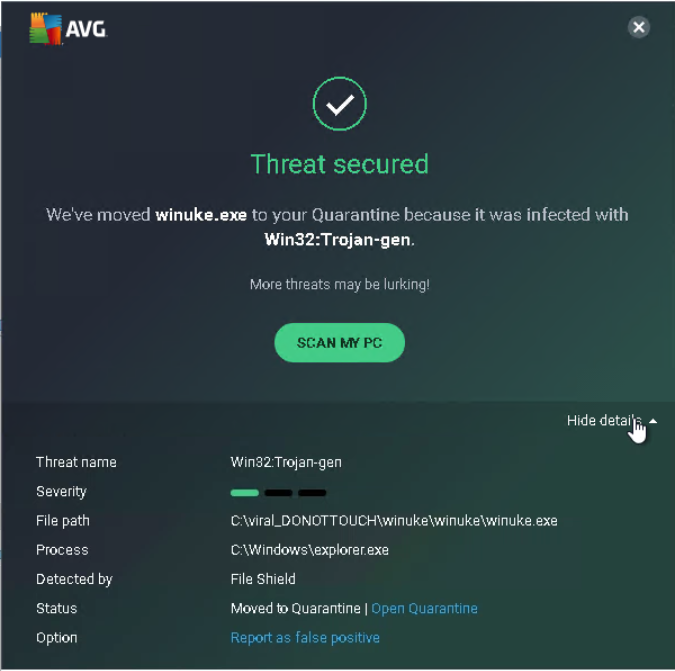 AVG
Threat secured
We've moved winuke.exe to your Quarantine because it was infected with
Win32:Trojan-gen.
More threats may be lurking!
SCAN MY PC
Hide details
Threat name Win32:Trojan-gen
Severity
File path C:\viral_DONOTTOUCH\winuke\winuke\winuke.exe
Process C:\Windows\explorer.exe
Detected by File Shield
Status Moved to Quarantine | Open Quarantine
Option Report as false positive